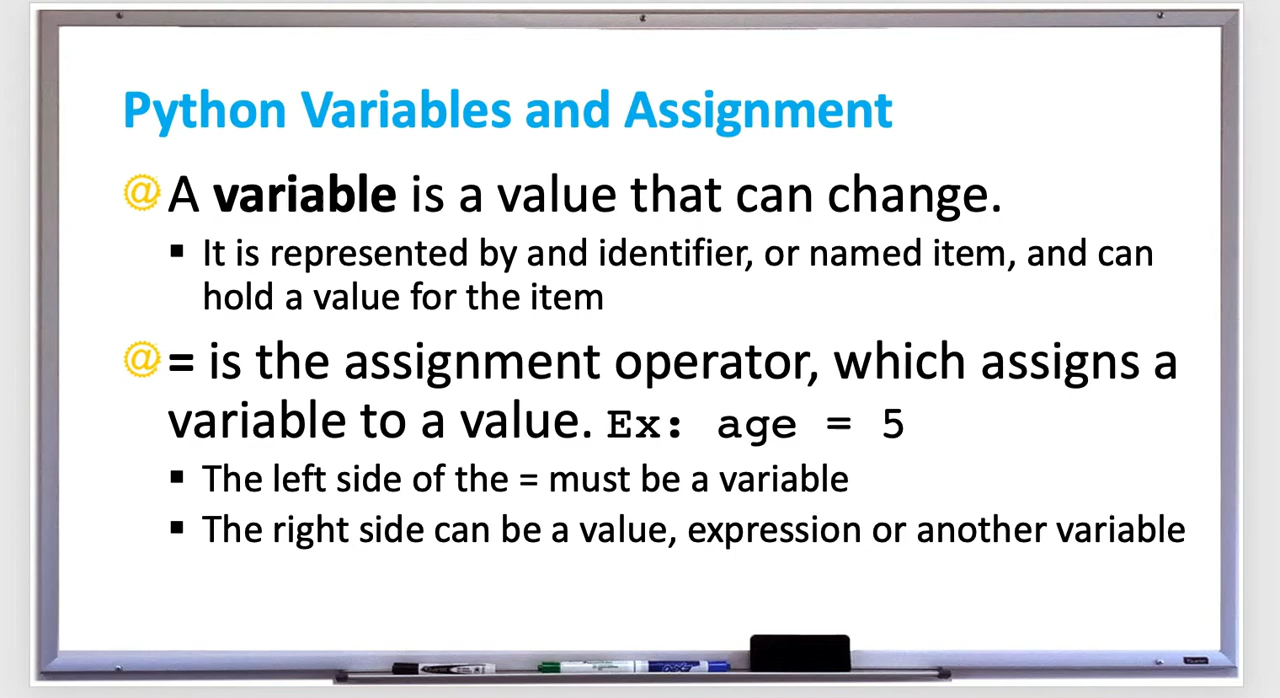 Python Variables and Assignment
@ A variable is a value that can change.
▪ It is represented by and identifier, or named item, and can
hold a value for the item
@ = is the assignment operator, which assigns a
variable to a value. Ex: age = 5
▪ The left side of the = must be a variable
▪ The right side can be a value, expression or another variable